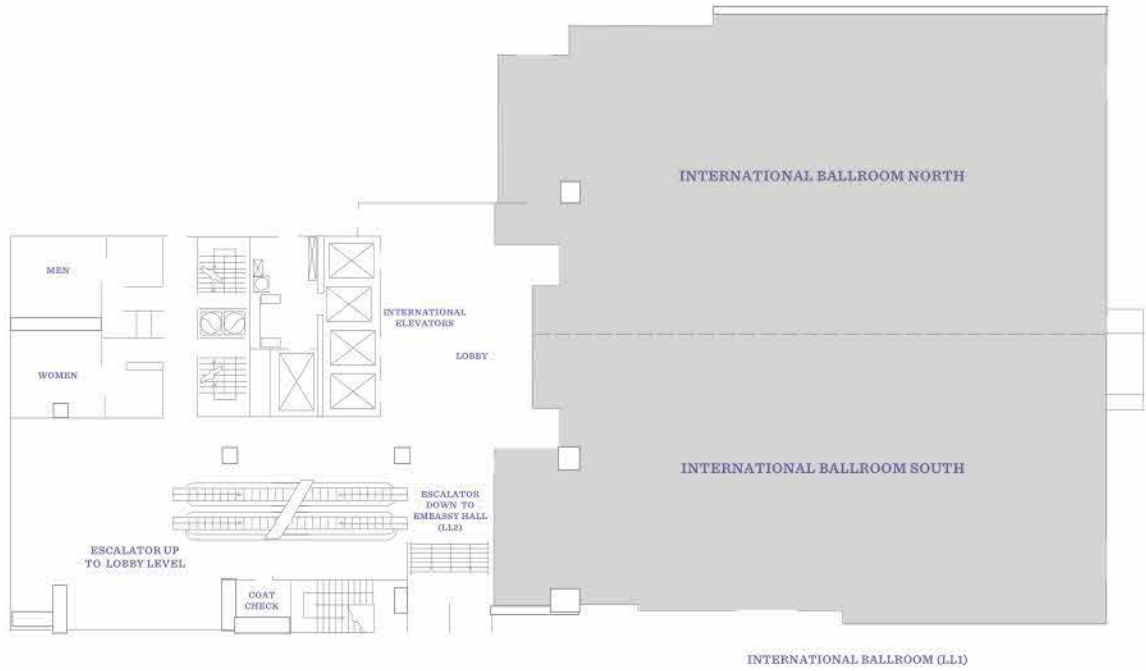 INTERNATIONAL BALLROOM NORTH
MEN
INTERNATIONAL
ELEVATORS
LOBBY
WOMEN
INTERNATIONAL BALLROOM SOUTH
ESCALATOR
DOWN TO
EMBASSY HALL
(LL2)
ESCALATOR UP
TO LOBBY LEVEL
COAT
CHECK
INTERNATIONAL BALLROOM (LL1)